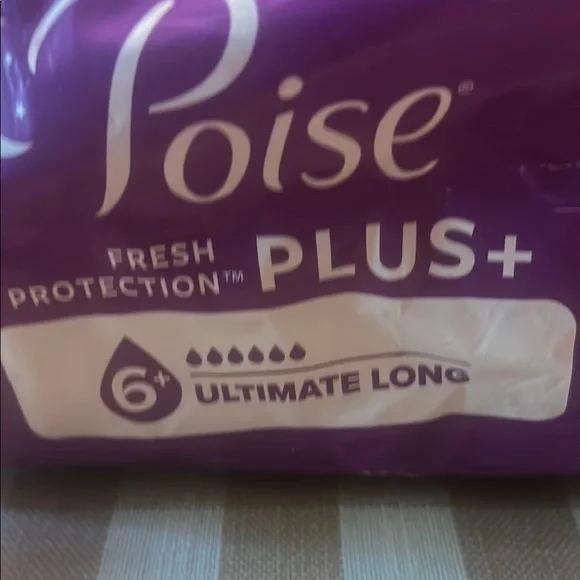 Poise®
FRESH
PROTECTION™ PLUS+
6+
ULTIMATE LONG